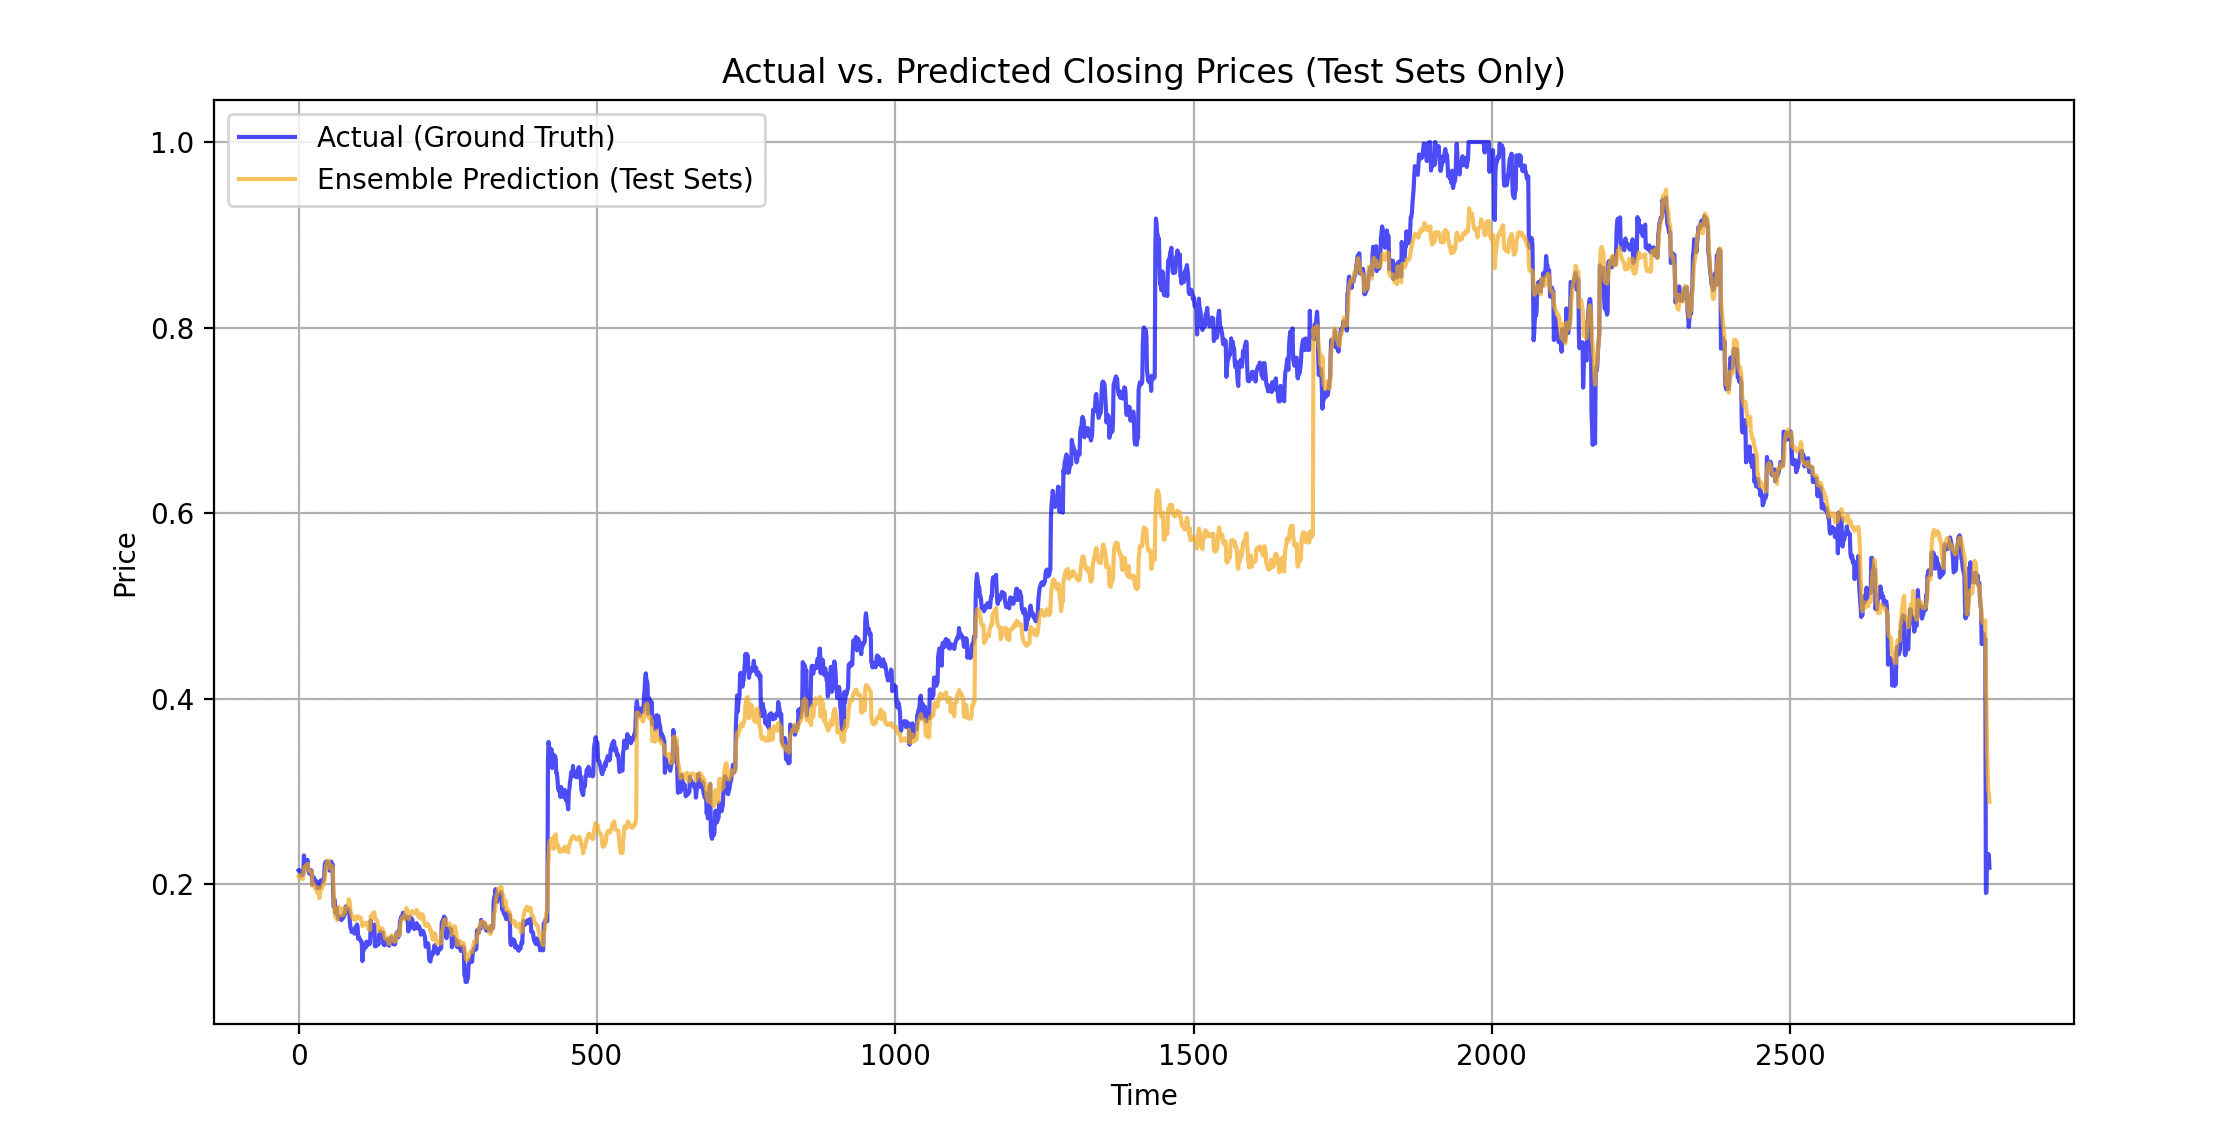 Actual vs. Predicted Closing Prices (Test Sets Only)
Actual (Ground Truth)
Ensemble Prediction (Test Sets)
1.0
0.8
0.6
0.4
0.2
Price
0 500 1000 1500 2000 2500
Time